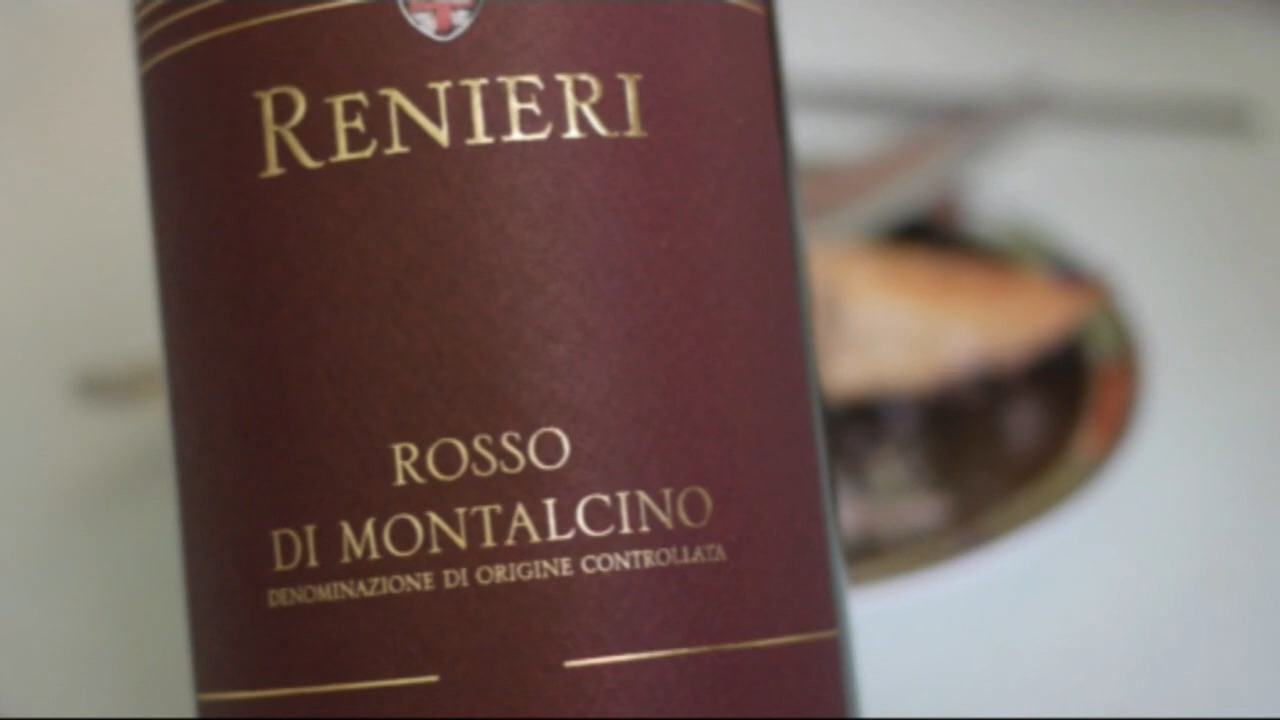 RENIERI
ROSSO
DI MONTALCINO
DENOMINAZIONE DI ORIGINE CONTROLLATA